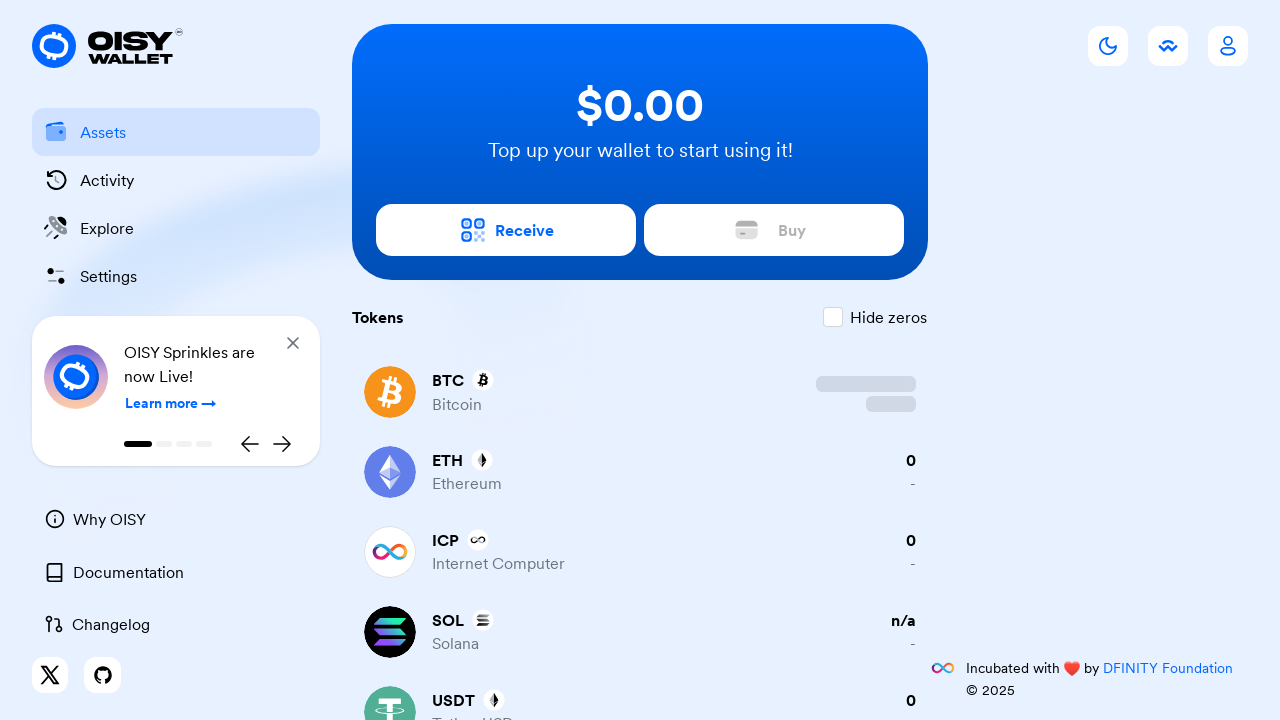 OISY
WALLET
Assets
Activity
Explore
Settings
OISY Sprinkles are
now Live!
Learn more
Why OISY
Documentation
Changelog
$0.00
Top up your wallet to start using it!
Receive
Buy
Tokens
Hide zeros
BTC
Bitcoin
ETH
0
Ethereum
-
ICP
0
Internet Computer
-
SOL
n/a
Solana
-
USDT
0
Tether USD
Incubated with ❤️ by DFINITY Foundation
© 2025